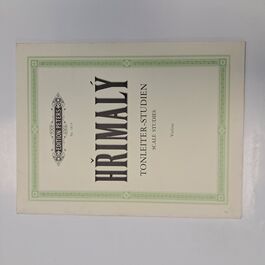 EDITION PETERS
HŘIMALÝ
TONLEITER-STUDIEN
SCALE STUDIES
Violine